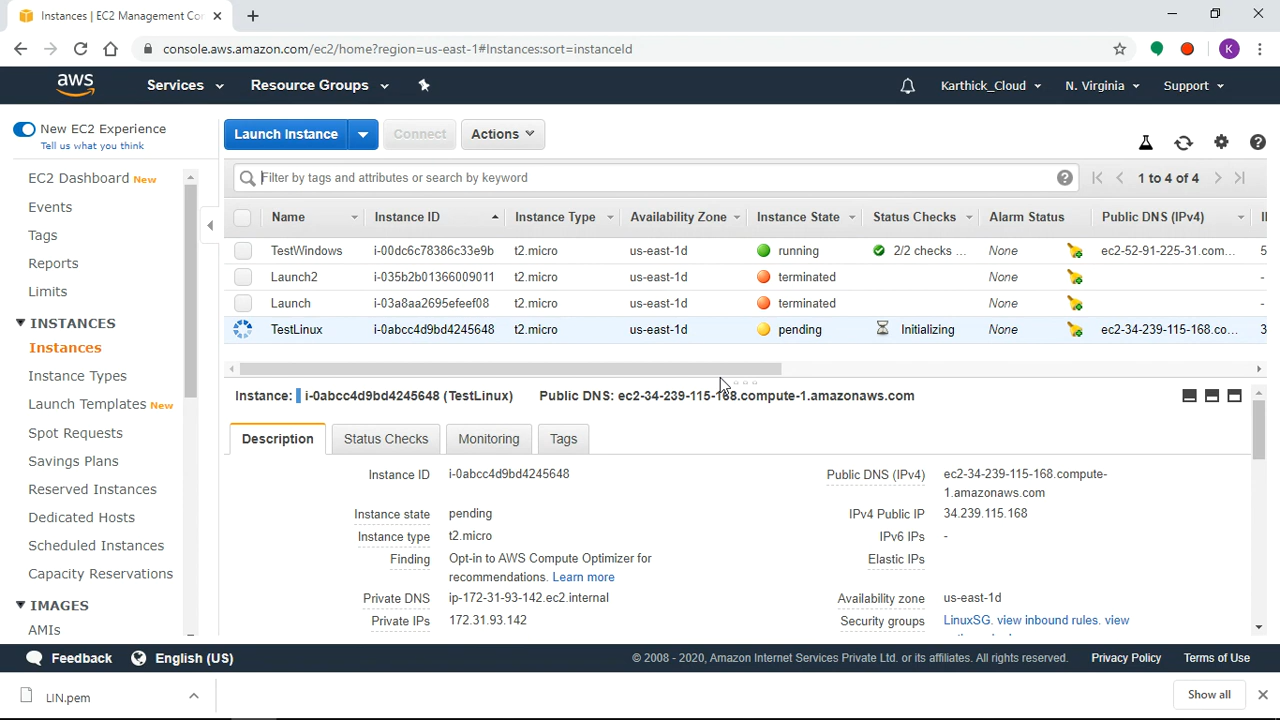 Instances | EC2 Management Co
console.aws.amazon.com/ec2/home?region=us-east-1#Instances:sort=instanceId
K
aws
Services
Resource Groups
Karthick_Cloud
N. Virginia
Support
New EC2 Experience
Tell us what you think
EC2 Dashboard New
Events
Tags
Reports
Limits
INSTANCES
Instances
Instance Types
Launch Templates New
Spot Requests
Savings Plans
Reserved Instances
Dedicated Hosts
Scheduled Instances
Capacity Reservations
IMAGES
AMIs
Launch Instance
Connect
Actions
Filter by tags and attributes or search by keyword
1 to 4 of 4
Name Instance ID Instance Type Availability Zone Instance State Status Checks Alarm Status Public DNS (IPv4)
TestWindows i-00dc6c78386c33e9b t2.micro us-east-1d running 2/2 checks ... None ec2-52-91-225-31.com... 5
Launch2 i-035b2b01366009011 t2.micro us-east-1d terminated None -
Launch i-03a8aa2695efeef08 t2.micro us-east-1d terminated None -
TestLinux i-0abcc4d9bd4245648 t2.micro us-east-1d pending Initializing None ec2-34-239-115-168.co... 3
Instance: i-0abcc4d9bd4245648 (TestLinux) Public DNS: ec2-34-239-115-168.compute-1.amazonaws.com
Description
Status Checks
Monitoring
Tags
Instance ID i-0abcc4d9bd4245648
Instance state pending
Instance type t2.micro
Finding Opt-in to AWS Compute Optimizer for
recommendations. Learn more
Private DNS ip-172-31-93-142.ec2.internal
Private IPs 172.31.93.142
Public DNS (IPv4) ec2-34-239-115-168.compute-
1.amazonaws.com
IPv4 Public IP 34.239.115.168
IPv6 IPs -
Elastic IPs
Availability zone us-east-1d
Security groups LinuxSG. view inbound rules. view
Feedback
English (US)
© 2008 - 2020, Amazon Internet Services Private Ltd. or its affiliates. All rights reserved.
Privacy Policy
Terms of Use
LIN.pem
Show all